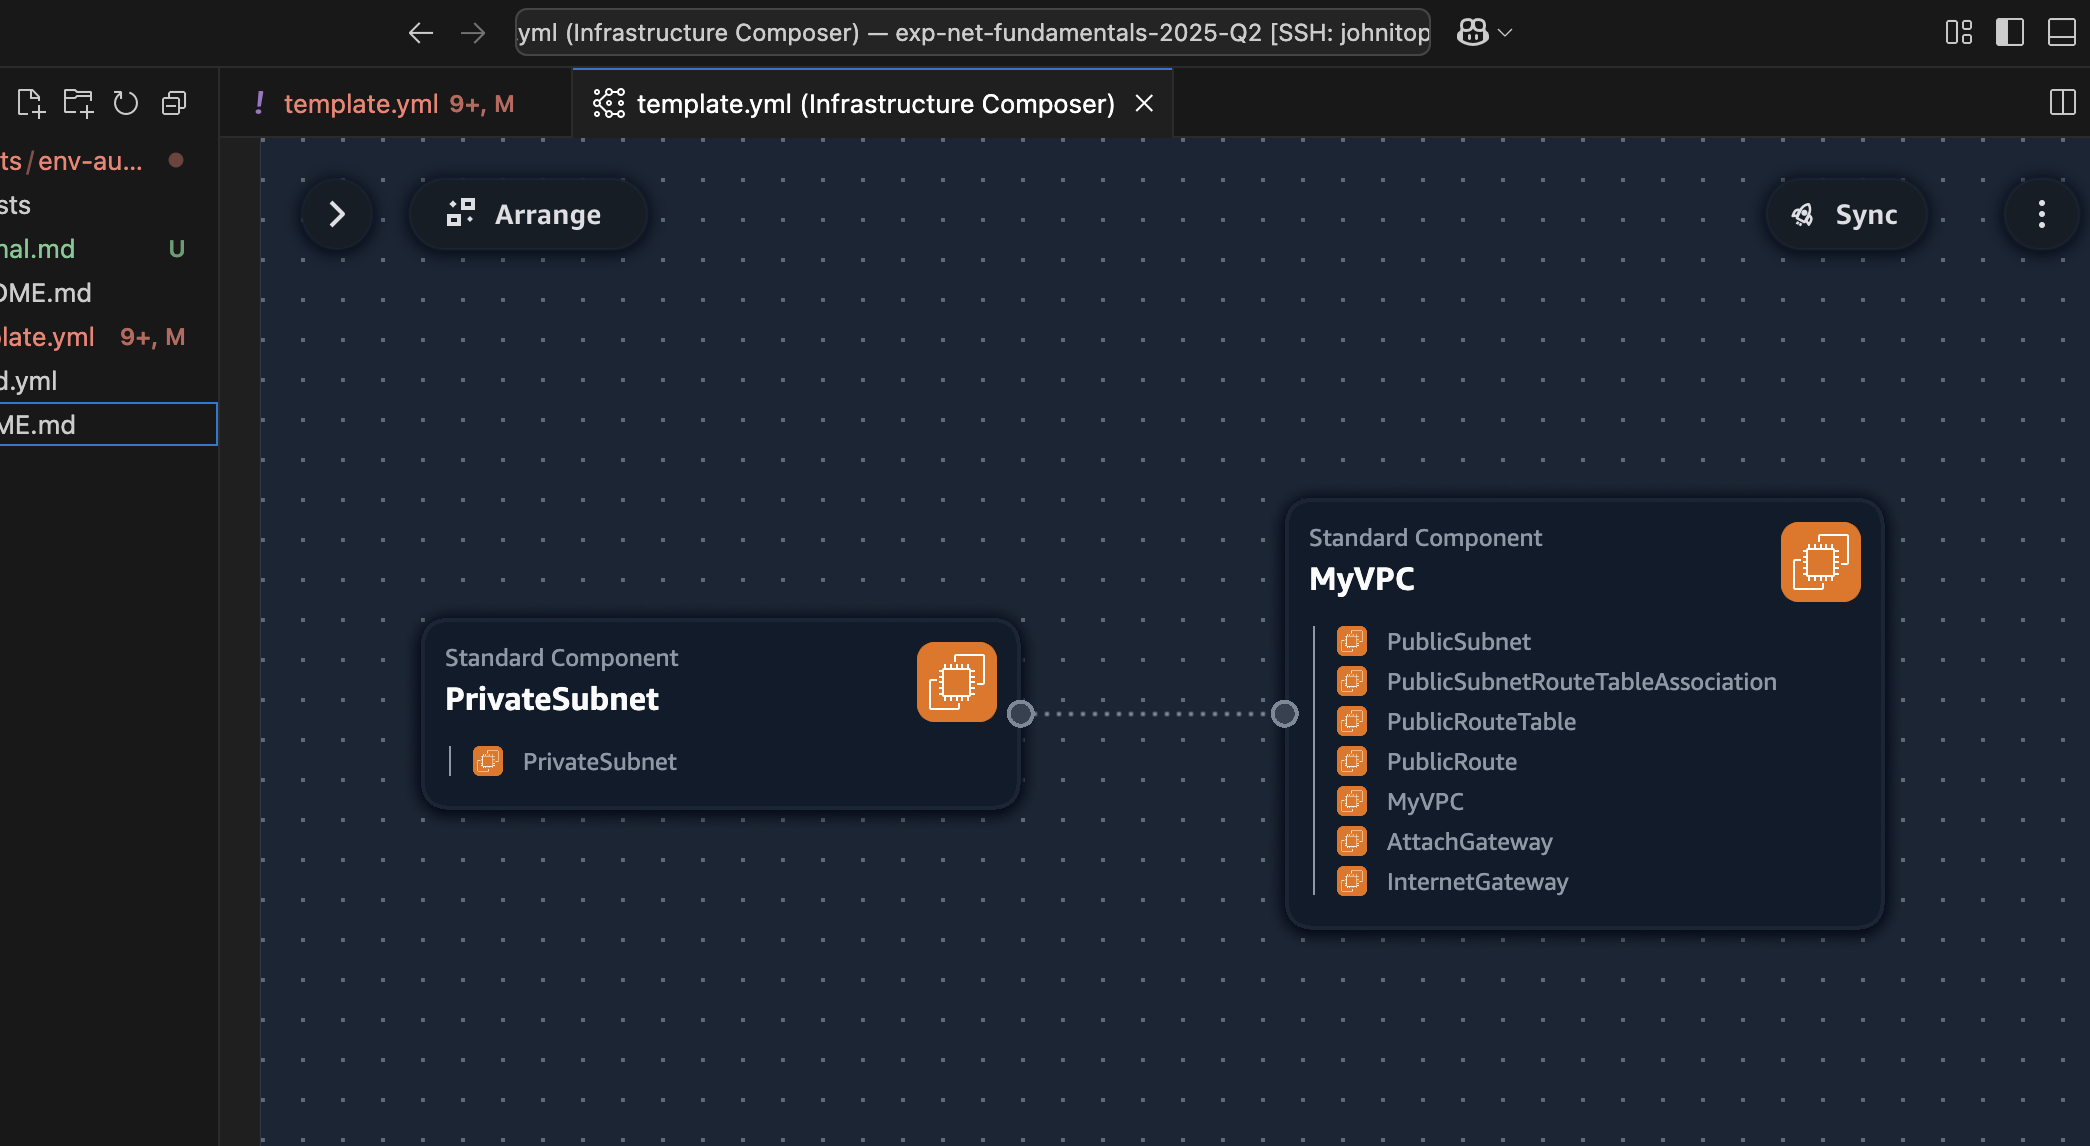 yml (Infrastructure Composer) — exp-net-fundamentals-2025-Q2 [SSH: johnitop
! template.yml 9+, M
template.yml (Infrastructure Composer)
ts/env-au...
sts
nal.md U
OME.md
late.yml 9+, M
d.yml
ME.md
Arrange
Sync
Standard Component
PrivateSubnet
PrivateSubnet
Standard Component
MyVPC
PublicSubnet
PublicSubnetRouteTableAssociation
PublicRouteTable
PublicRoute
MyVPC
AttachGateway
InternetGateway